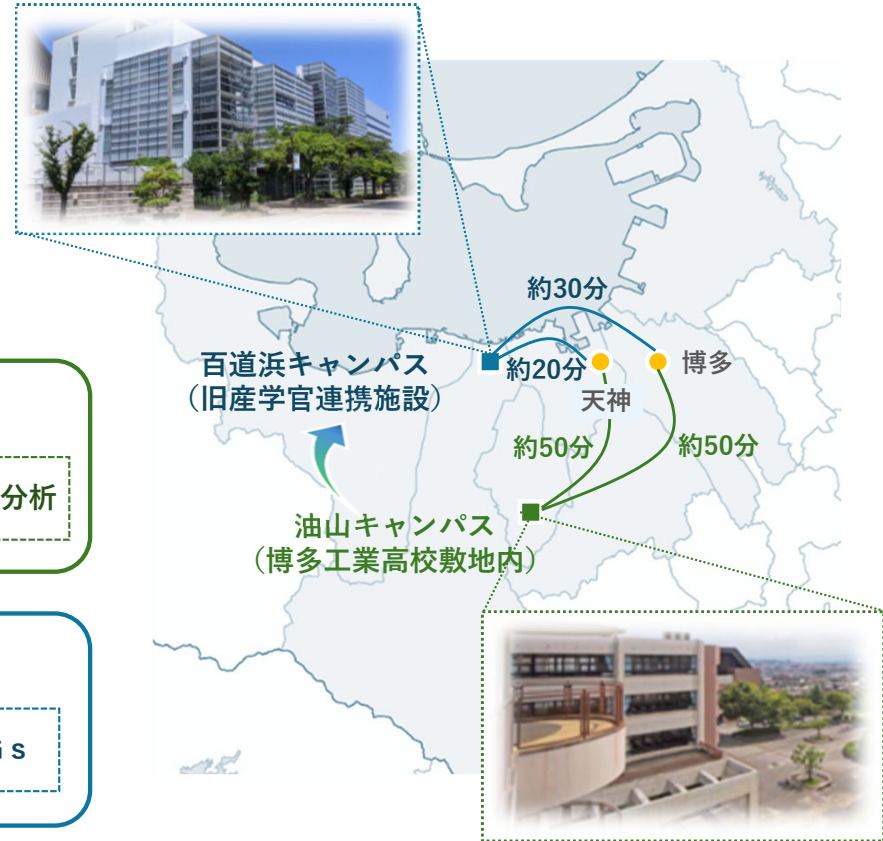 約30分
百道浜キャンパス
（旧産学官連携施設）
約20分
博多
天神
約50分
約50分
分析
油山キャンパス
（博多工業高校敷地内）
s